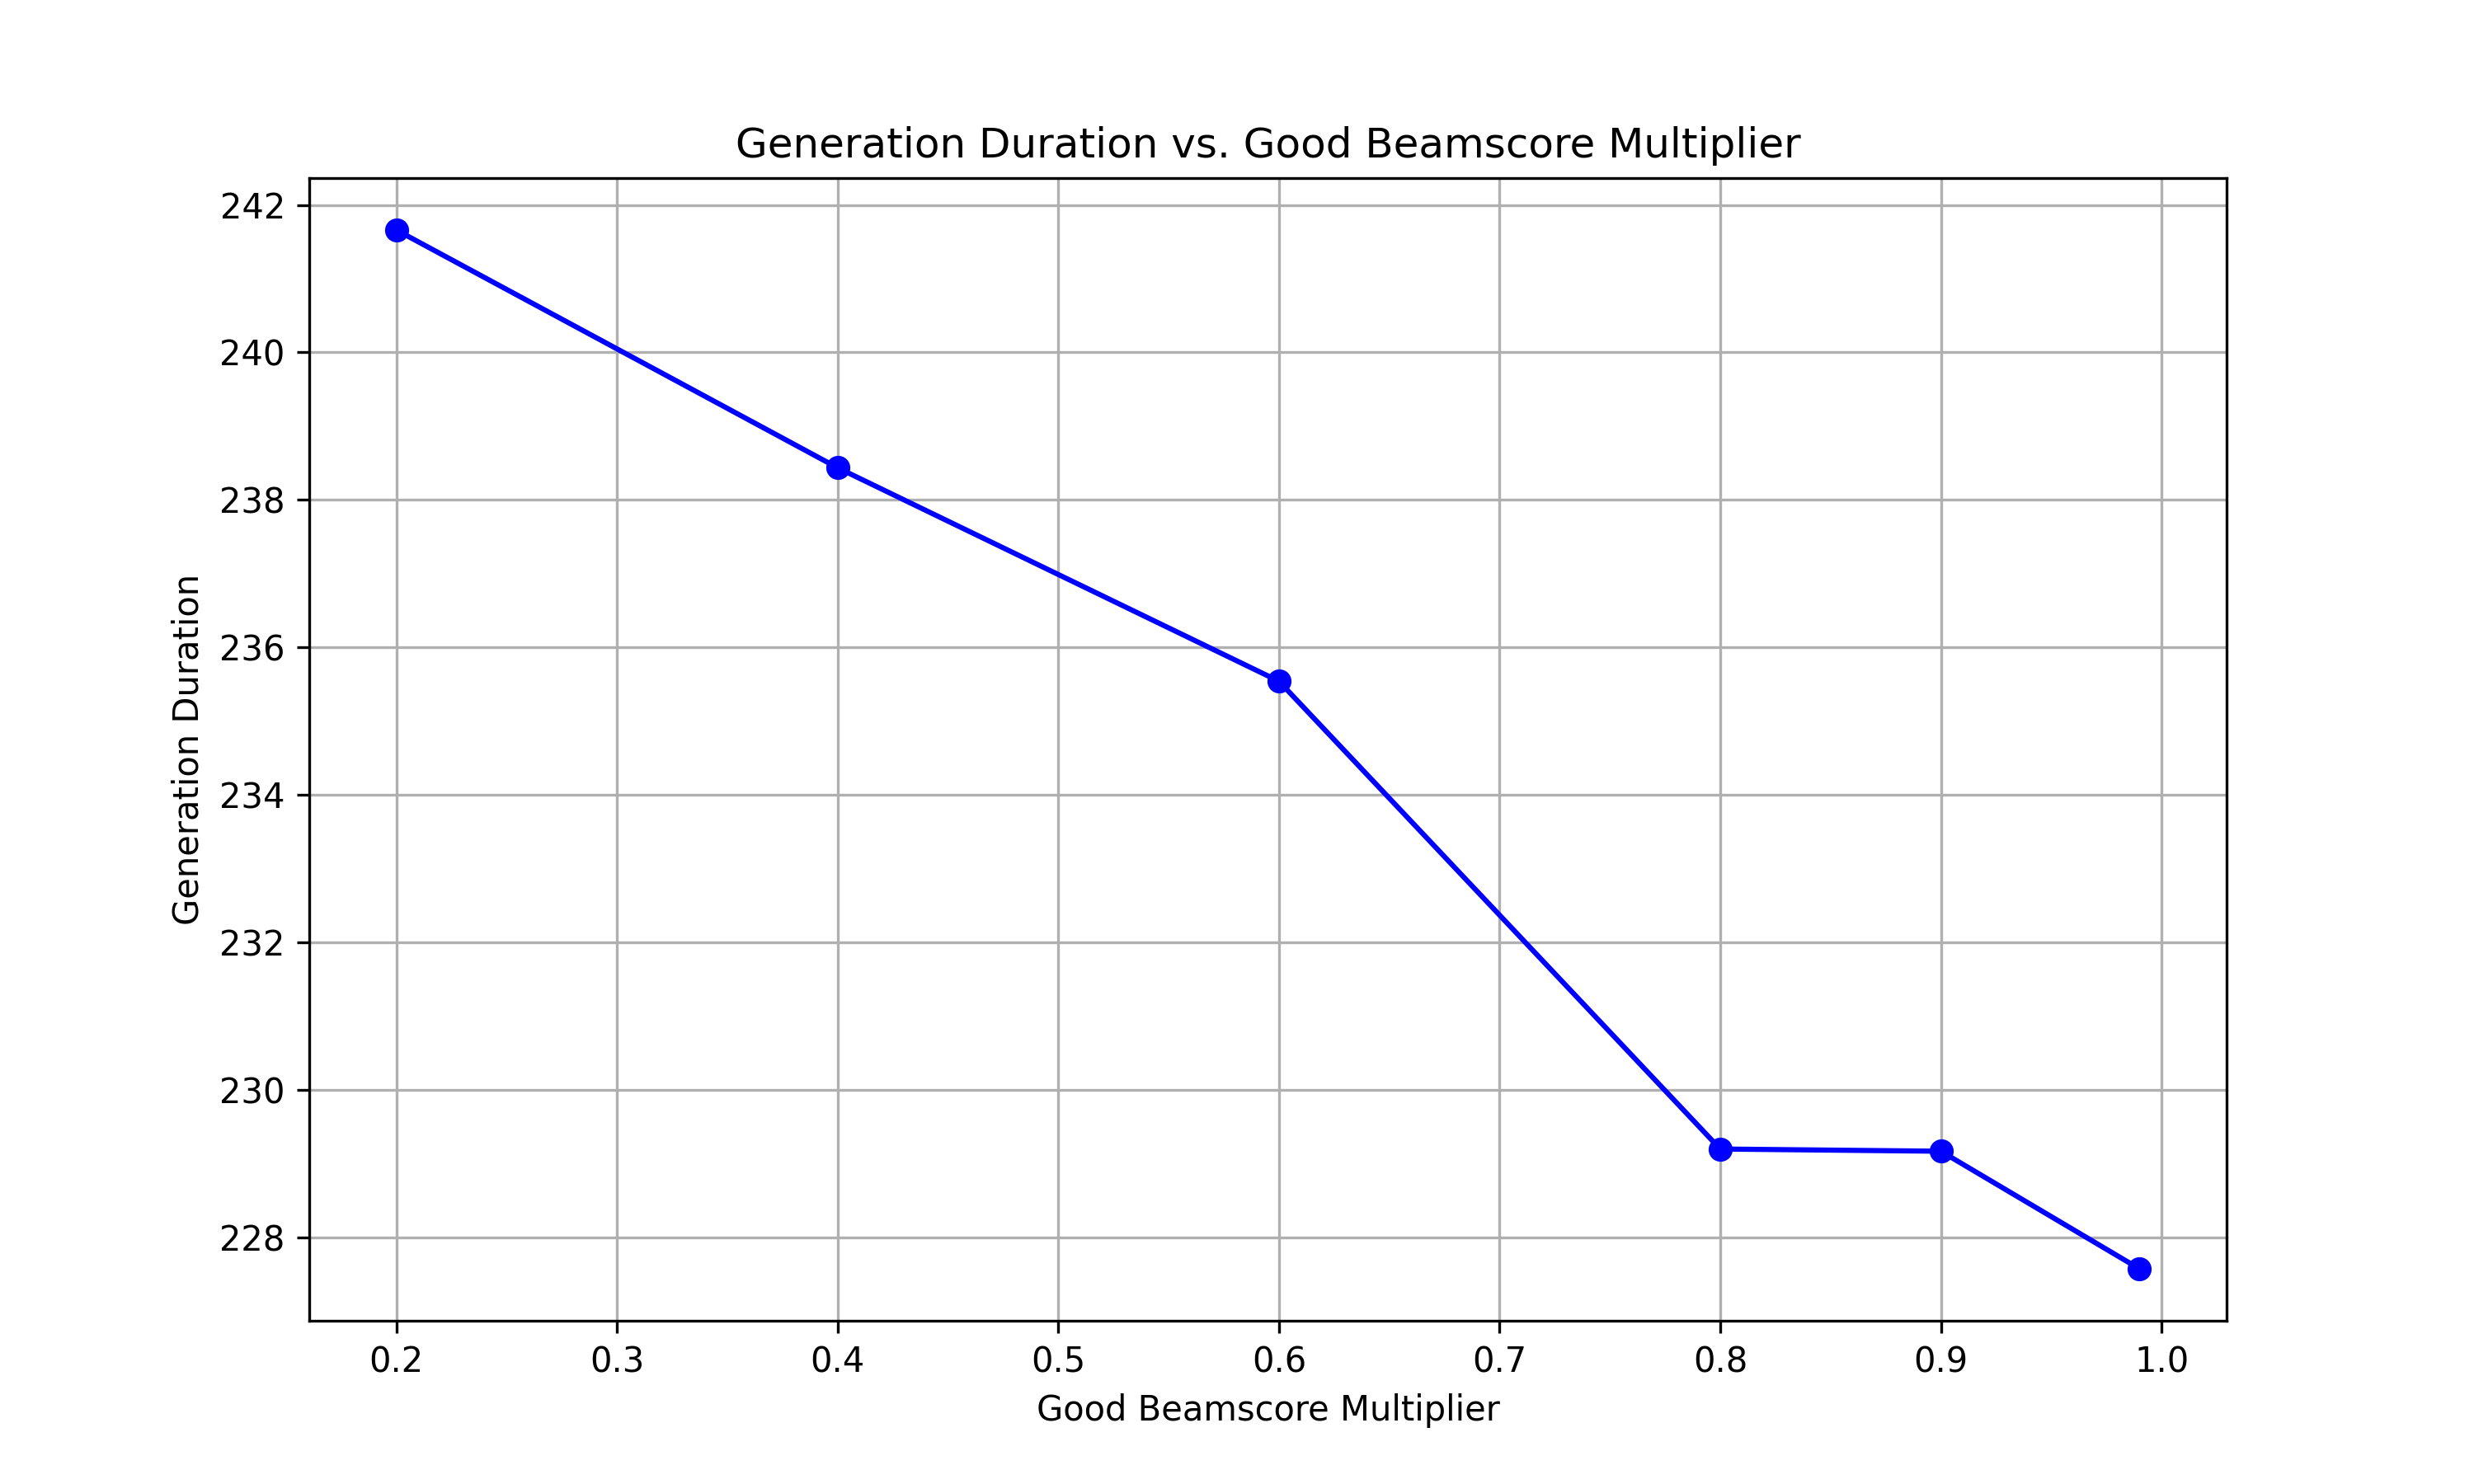 Generation Duration vs. Good Beamscore Multiplier
242
240
238
236
234
232
230
228
Generation Duration
0.2 0.3 0.4 0.5 0.6 0.7 0.8 0.9 1.0
Good Beamscore Multiplier